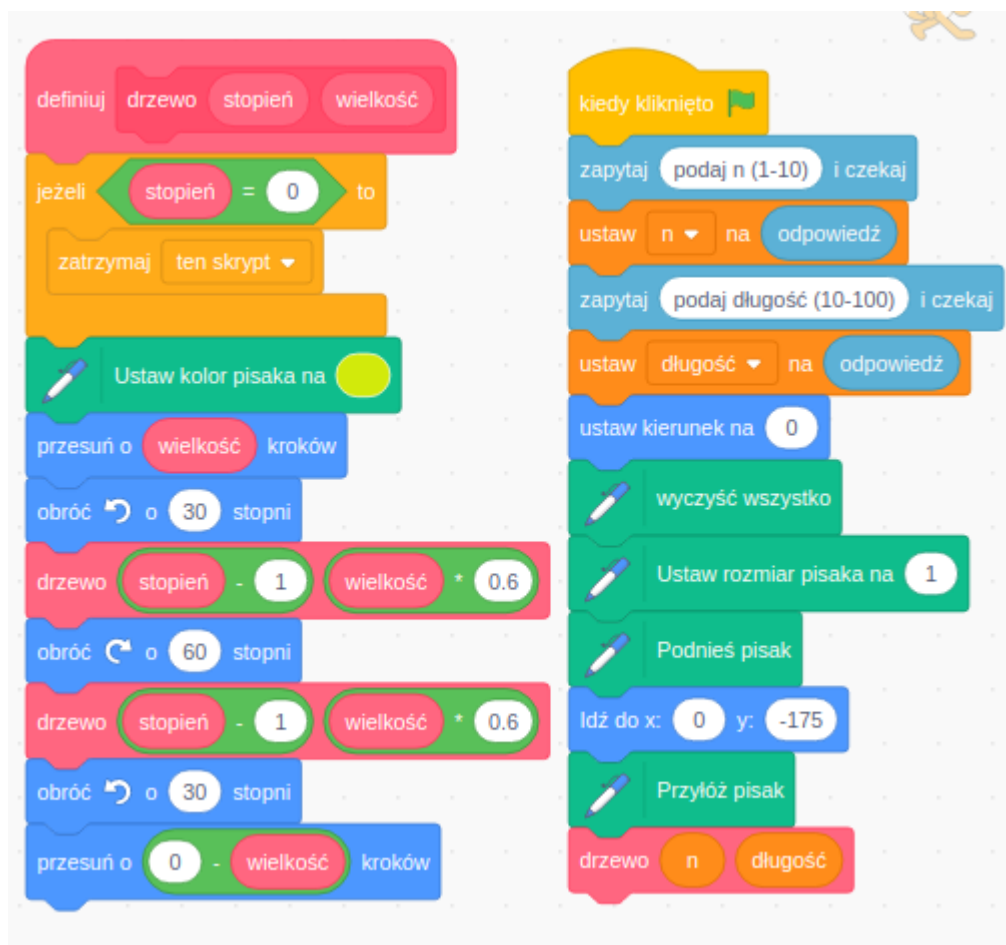 definiuj drzewo stopień wielkość
jeżeli stopień = 0 to
zatrzymaj ten skrypt
Ustaw kolor pisaka na
przesuń o wielkość kroków
obróć o 30 stopni
drzewo stopień - 1 wielkość * 0.6
obróć o 60 stopni
drzewo stopień - 1 wielkość * 0.6
obróć o 30 stopni
przesuń o 0 - wielkość kroków
kiedy kliknięto
zapytaj podaj n (1-10) i czekaj
ustaw n na odpowiedź
zapytaj podaj długość (10-100) i czekaj
ustaw długość na odpowiedź
ustaw kierunek na 0
wyczyść wszystko
Ustaw rozmiar pisaka na 1
Podnieś pisak
Idź do x: 0 y: -175
Przyłóż pisak
drzewo n długość